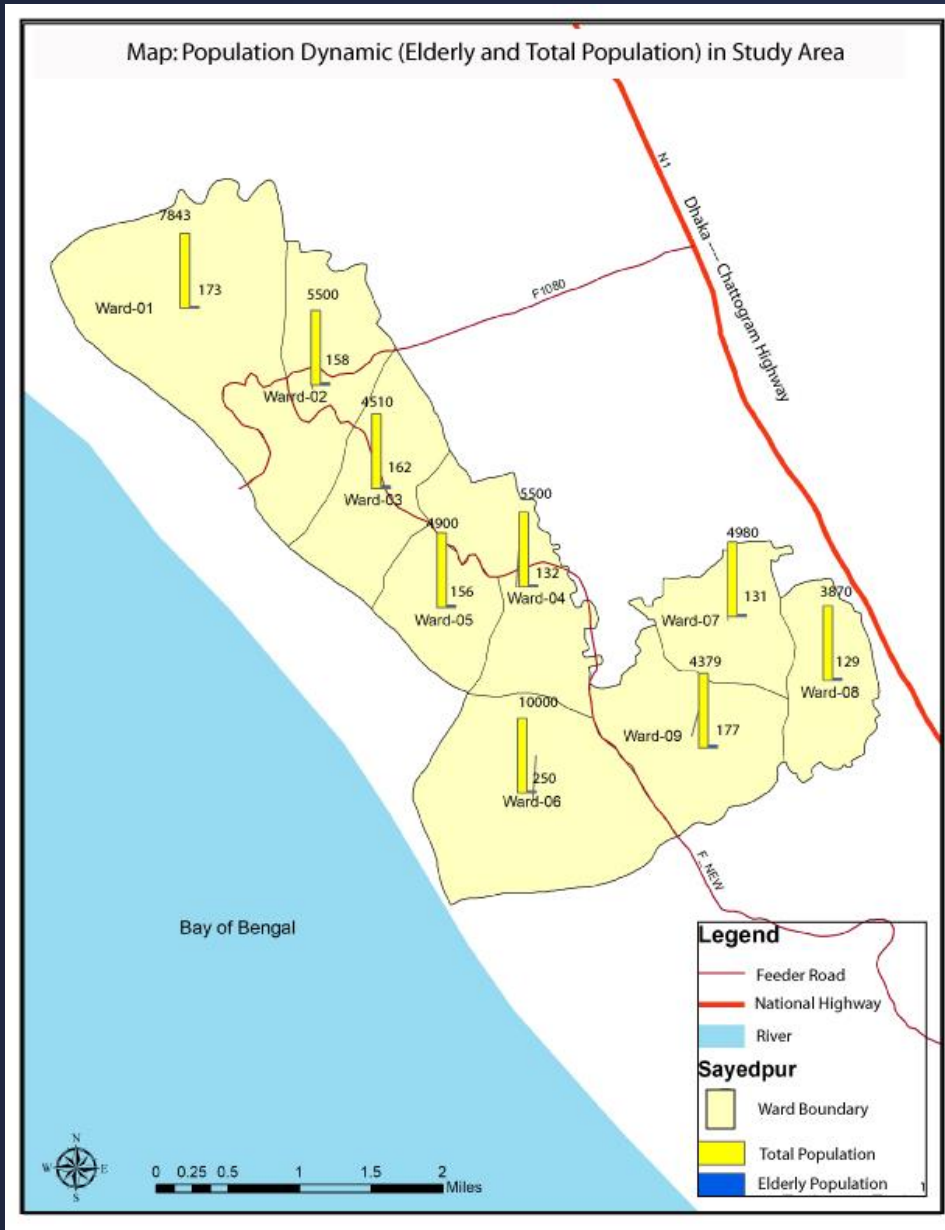 Map: Population Dynamic (Elderly and Total Population) in Study Area
N1
Dhaka ---- Chattogram Highway
7843
173
Ward-01
F1080
5500
158
Warrd-02
4510
162
Ward-03
5500
132
Ward-04
4900
156
Ward-05
4980
131
Ward-07
3870
129
Ward-08
4379
177
Ward-09
10000
250
Ward-06
F_NEW
Bay of Bengal
Legend
Feeder Road
National Highway
River
Sayedpur
Ward Boundary
Total Population
Elderly Population
1
N
W
E
S
0 0.25 0.5 1 1.5 2
Miles